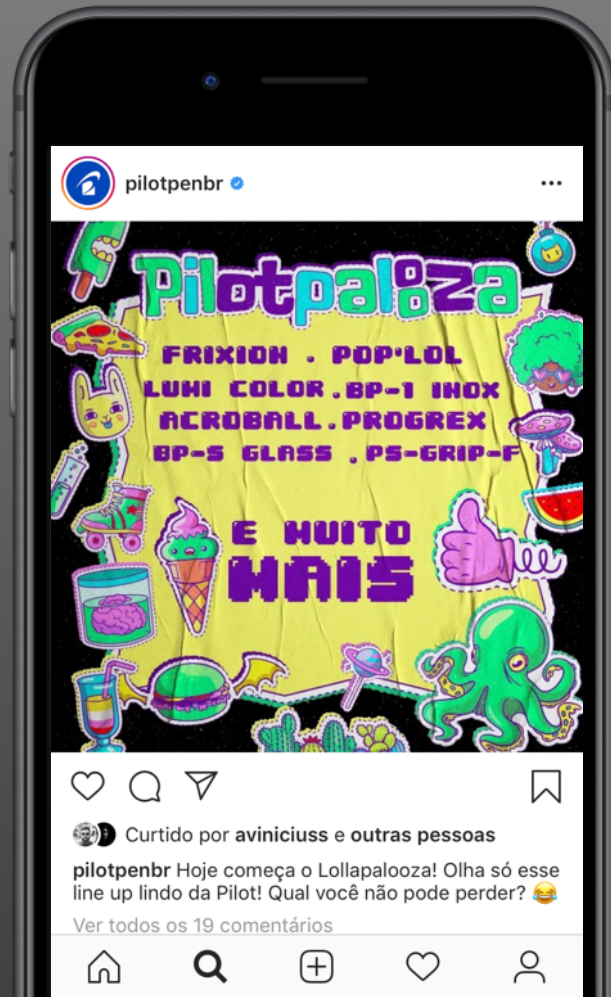 pilotpenbr
Pilotpalooza
FRIXION . POP'LOL
LUMI COLOR . BP-1 INOX
ACROBALL . PROGREX
BP-S GLASS . PS-GRIP-F
E MUITO
MAIS
Curtido por aviniciuss e outras pessoas
pilotpenbr Hoje começa o Lollapalooza! Olha só esse
line up lindo da Pilot! Qual você não pode perder? 😂
Ver todos os 19 comentários